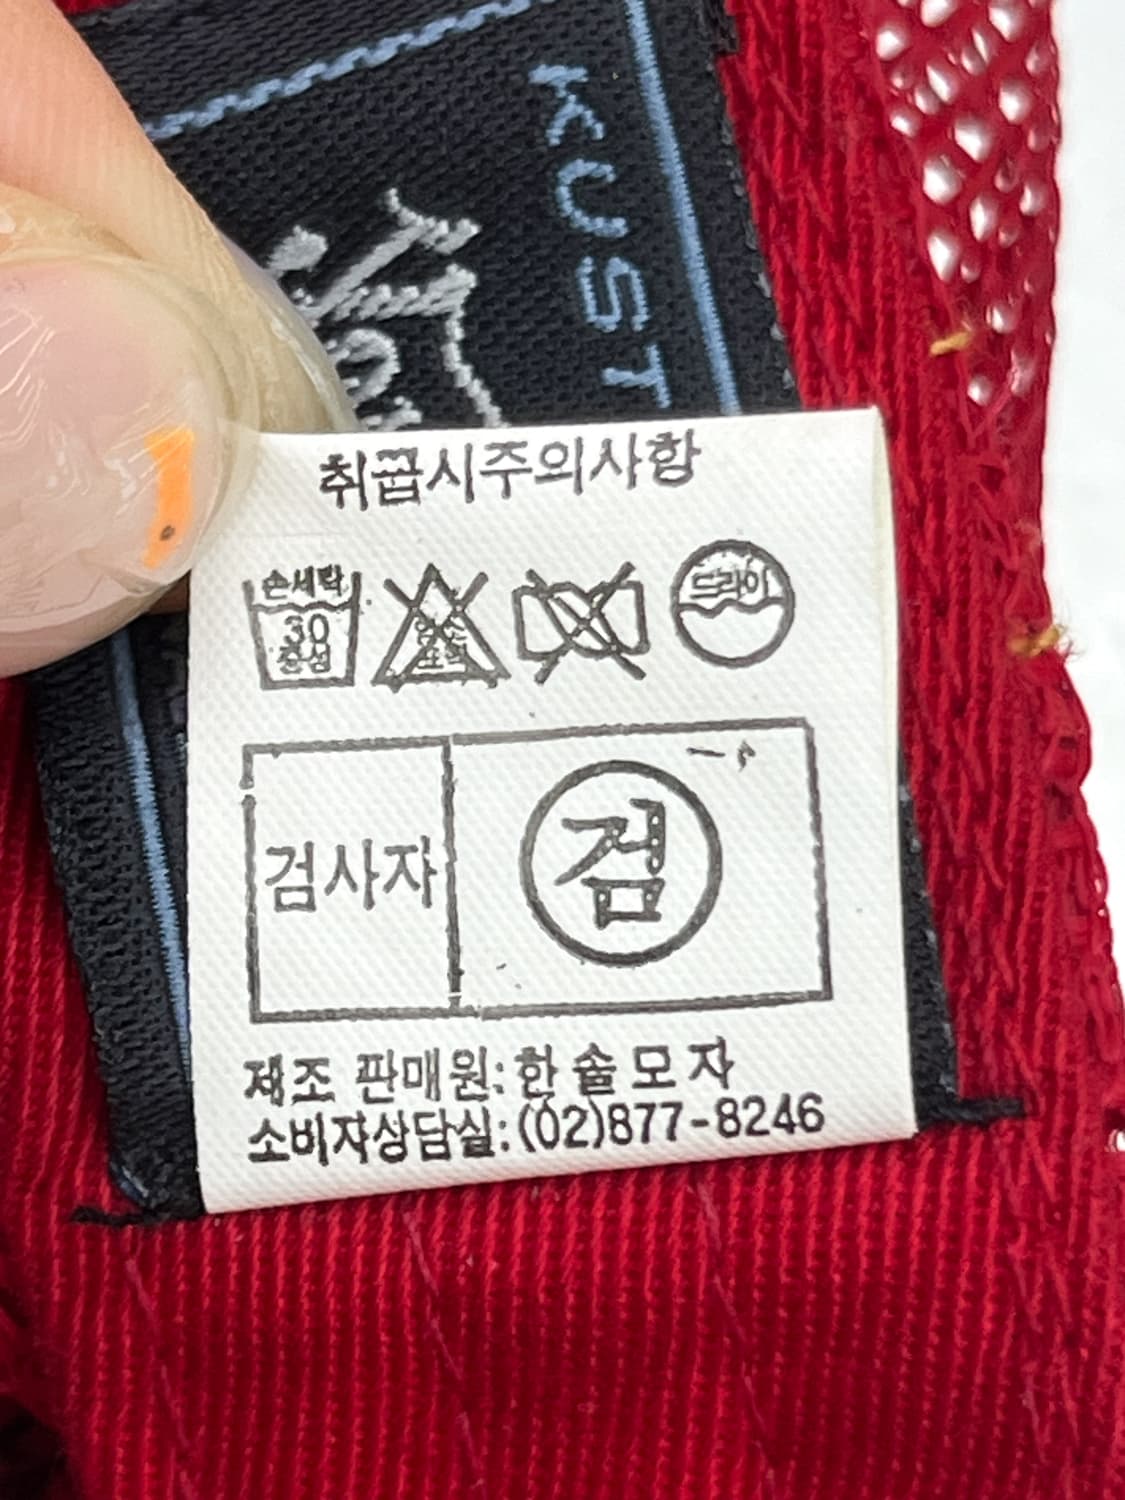 KUST
취급시주의사항
손세탁
30
중성
드라이
검사자
검
제조 판매원:한솔모자
소비자상담실:(02)877-8246